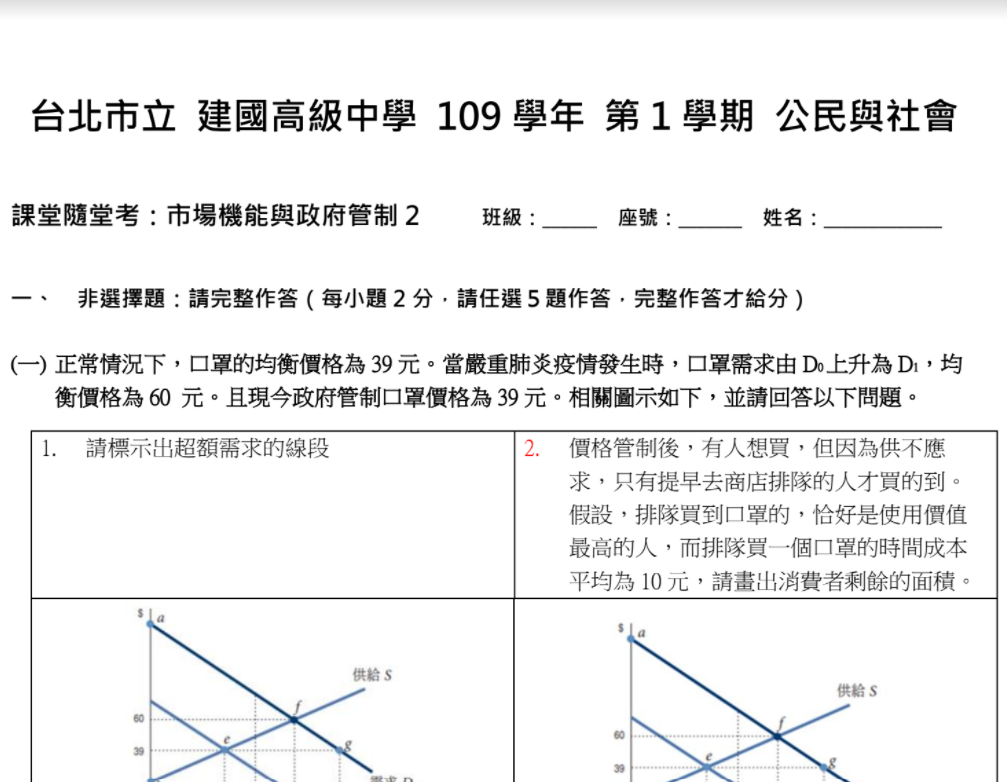 台北市立 建國高級中學 109 學年 第 1 學期 公民與社會
課堂隨堂考：市場機能與政府管制 2 班級：_____ 座號：______ 姓名：___________
一、 非選擇題：請完整作答（每小題 2 分，請任選 5 題作答，完整作答才給分）
(一) 正常情況下，口罩的均衡價格為 39 元。當嚴重肺炎疫情發生時，口罩需求由 D₀上升為 D₁，均
衡價格為 60 元。且現今政府管制口罩價格為 39 元。相關圖示如下，並請回答以下問題。
1. 請標示出超額需求的線段
2. 價格管制後，有人想買，但因為供不應
求，只有提早去商店排隊的人才買的到。
假設，排隊買到口罩的，恰好是使用價值
最高的人，而排隊買一個口罩的時間成本
平均為 10 元，請畫出消費者剩餘的面積。
$ a
供給 S
f
60
e
39
g
$ a
供給 S
f
60
e
39
g